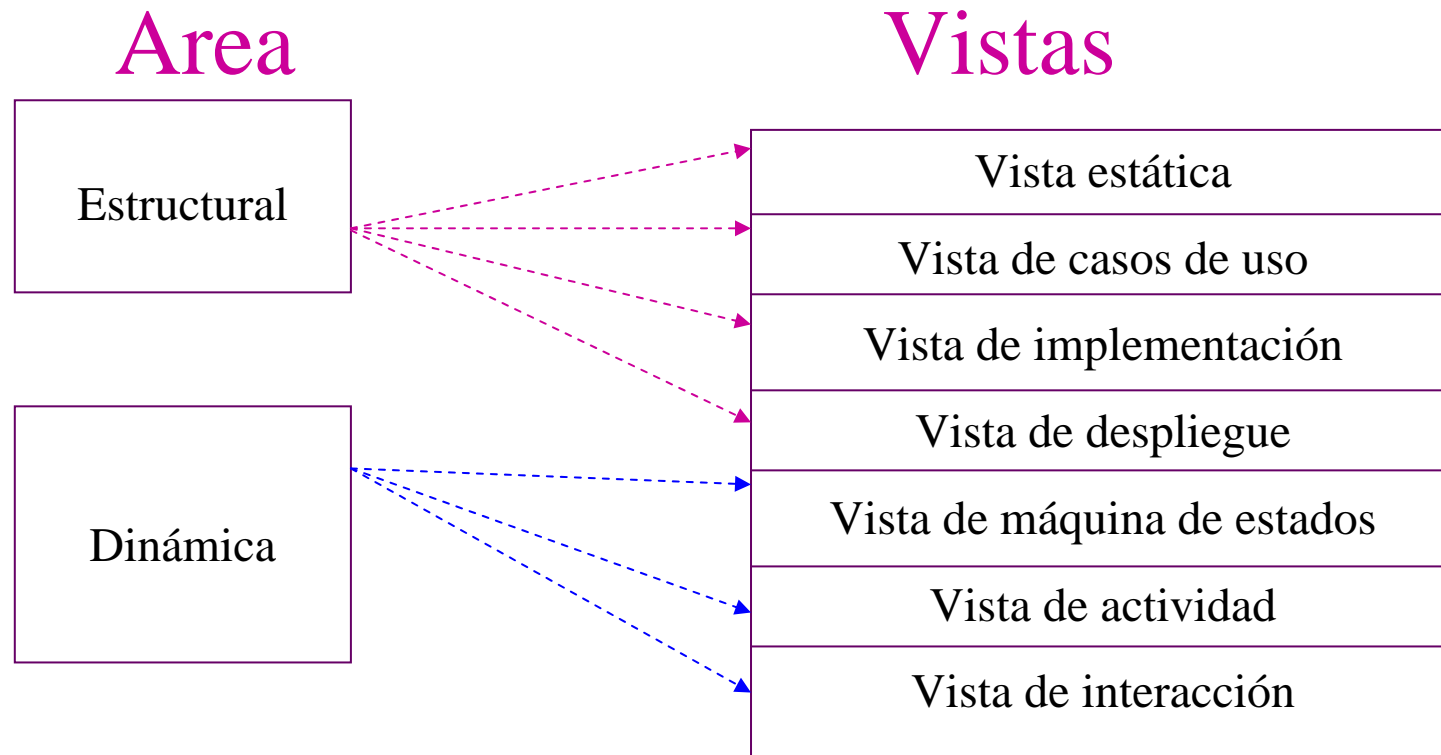 Area
Vistas
Estructural
Dinámica
Vista estática
Vista de casos de uso
Vista de implementación
Vista de despliegue
Vista de máquina de estados
Vista de actividad
Vista de interacción